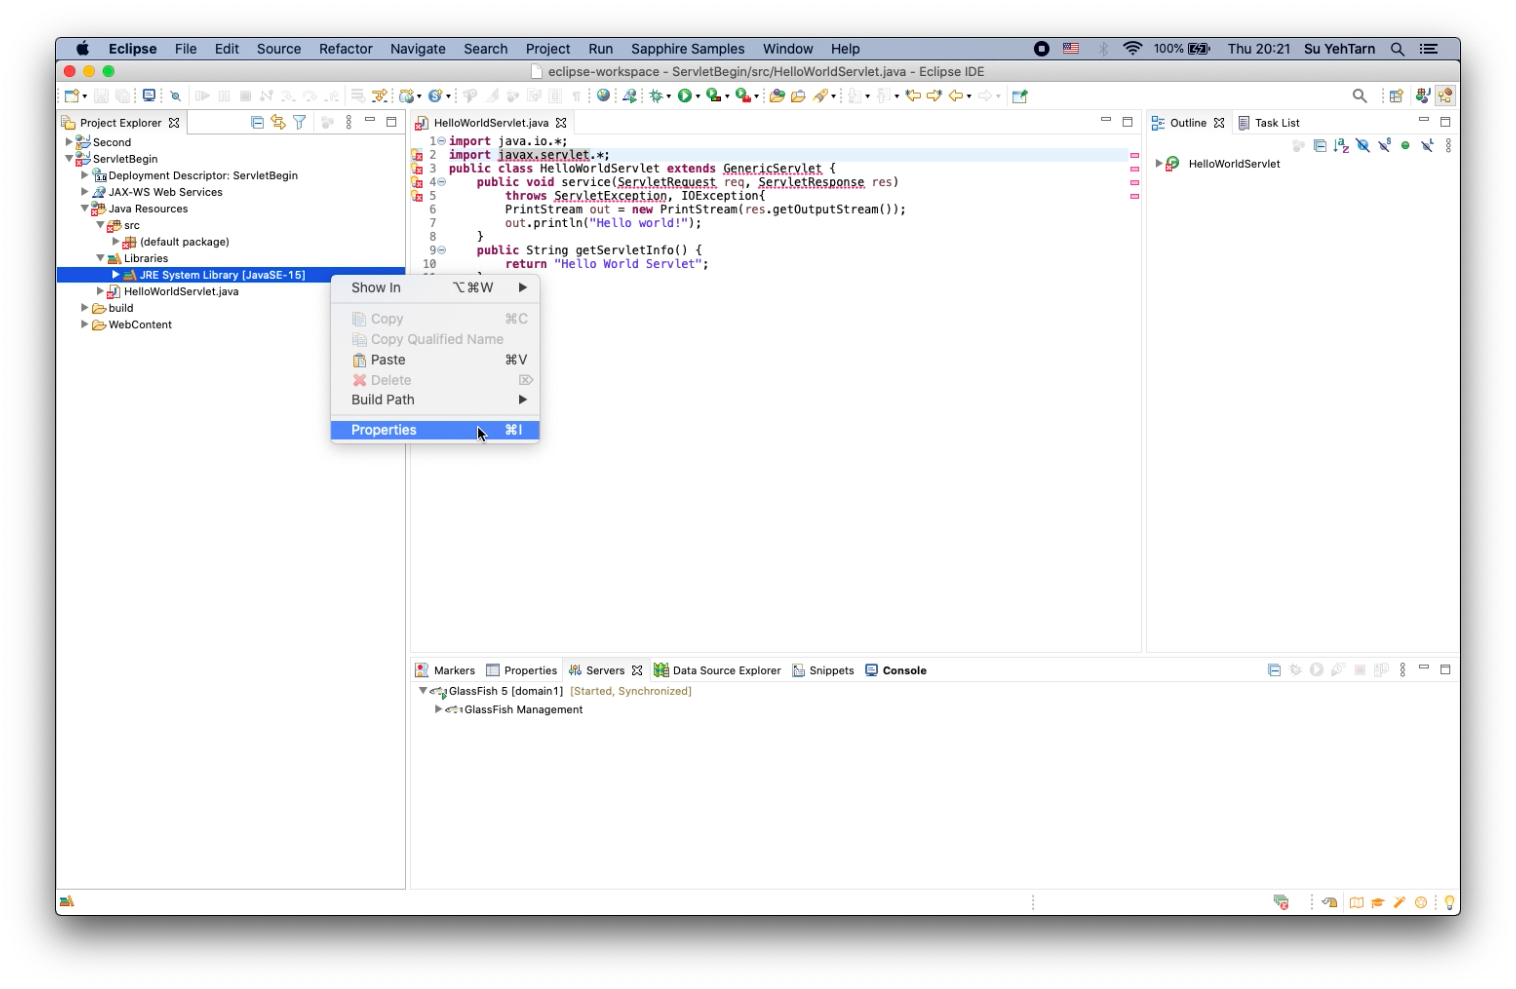 Eclipse File Edit Source Refactor Navigate Search Project Run Sapphire Samples Window Help 100% Thu 20:21 Su YehTarn
eclipse-workspace - ServletBegin/src/HelloWorldServlet.java - Eclipse IDE
Project Explorer
Second
ServletBegin
Deployment Descriptor: ServletBegin
JAX-WS Web Services
Java Resources
src
(default package)
Libraries
JRE System Library [JavaSE-15]
HelloWorldServlet.java
build
WebContent
HelloWorldServlet.java
1 import java.io.*;
2 import javax.servlet.*;
3 public class HelloWorldServlet extends GenericServlet {
4 public void service(ServletRequest req, ServletResponse res)
5 throws ServletException, IOException{
6 PrintStream out = new PrintStream(res.getOutputStream());
7 out.println("Hello world!");
8 }
9 public String getServletInfo() {
10 return "Hello World Servlet";
Show In ⌥⌘W
Copy ⌘C
Copy Qualified Name
Paste ⌘V
Delete ⌦
Build Path
Properties ⌘I
Outline Task List
HelloWorldServlet
Markers Properties Servers Data Source Explorer Snippets Console
GlassFish 5 [domain1] [Started, Synchronized]
GlassFish Management